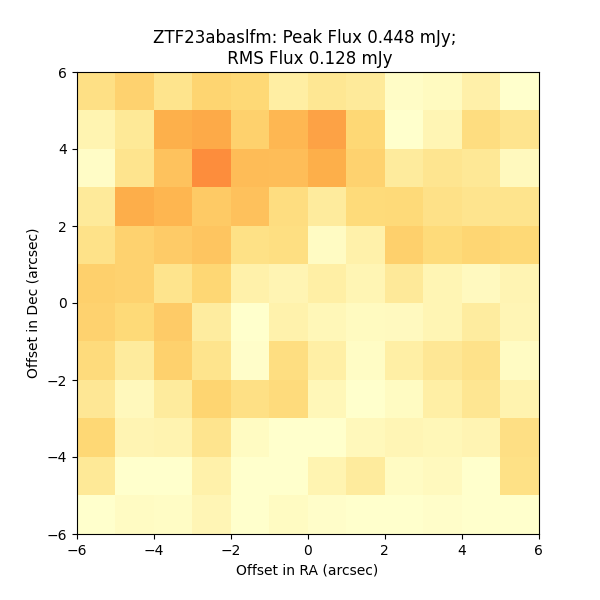 ZTF23abaslfm: Peak Flux 0.448 mJy;
RMS Flux 0.128 mJy
6
4
2
0
−2
−4
−6
Offset in Dec (arcsec)
−6 −4 −2 0 2 4 6
Offset in RA (arcsec)